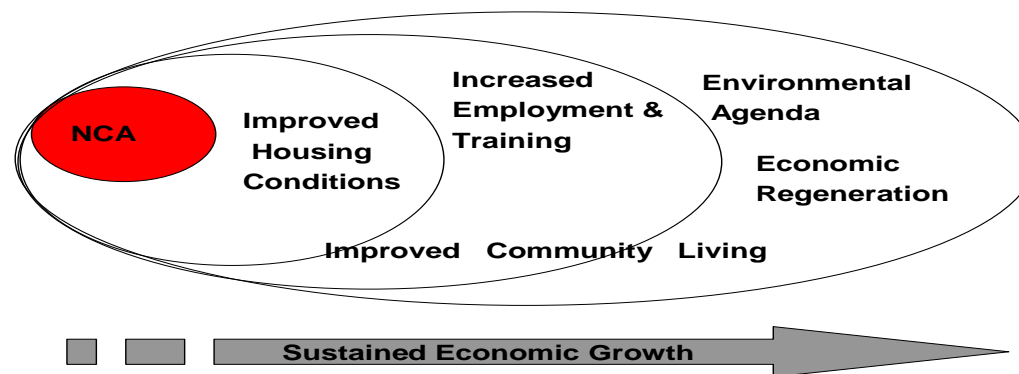 NCA
Improved
Housing
Conditions
Increased
Employment &
Training
Environmental
Agenda
Economic
Regeneration
Improved Community Living
Sustained Economic Growth